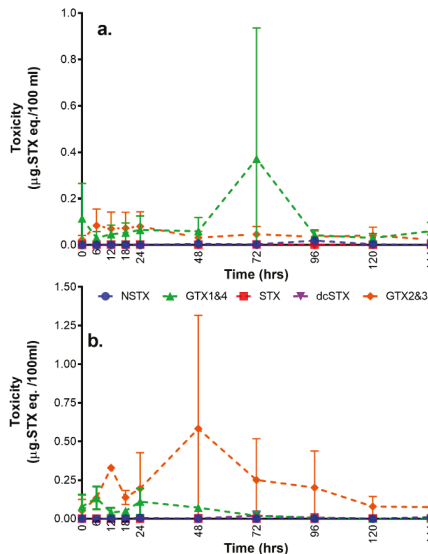 a.
Toxicity
(μg.STX eq./100 ml)
1.0
0.8
0.6
0.4
0.2
0.0
0 6 12 18 24 48 72 96 120
Time (hrs)
NSTX GTX1&4 STX dcSTX GTX2&3
b.
Toxicity
(μg.STX eq. /100ml)
1.50
1.25
1.00
0.75
0.50
0.25
0.00
0 6 12 18 24 48 72 96 120
Time (hrs)